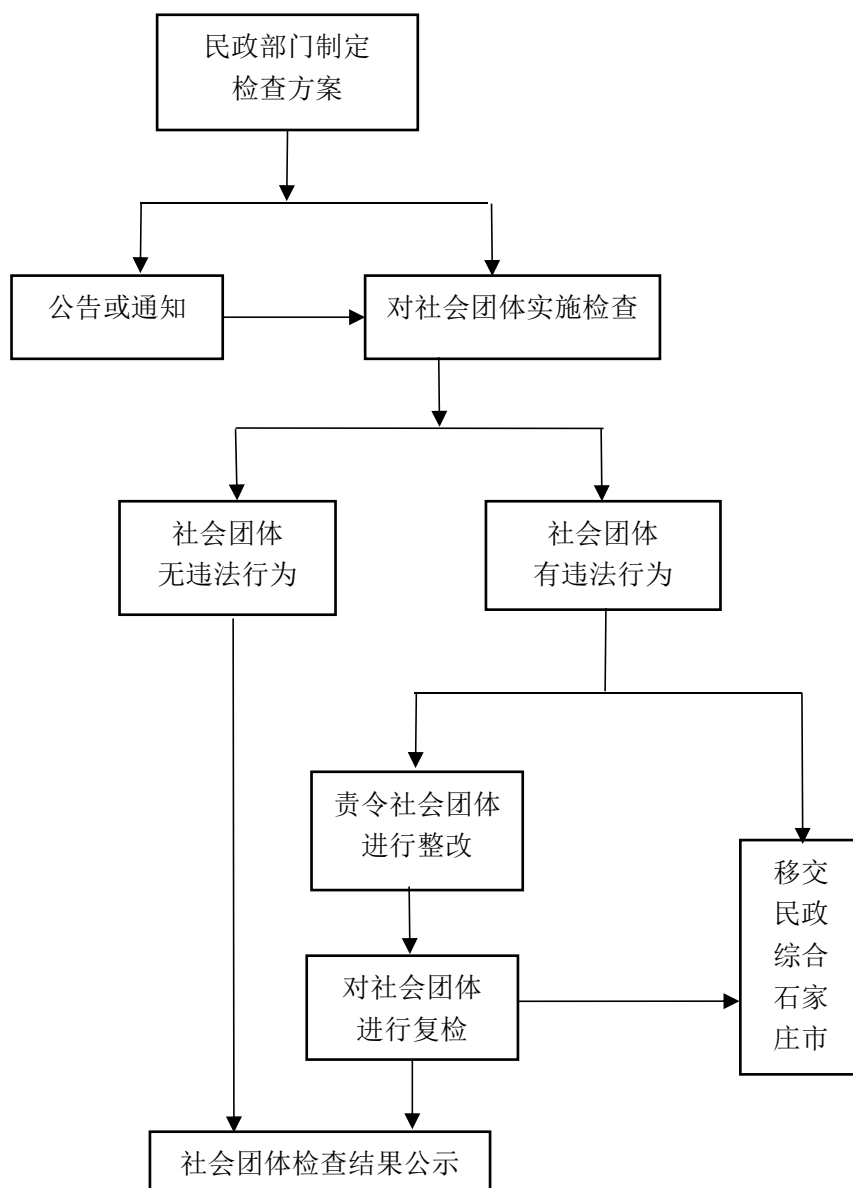 民政部门制定
检查方案
公告或通知
对社会团体实施检查
社会团体
无违法行为
社会团体
有违法行为
责令社会团体
进行整改
移交
民政
综合
石家
庄市
对社会团体
进行复检
社会团体检查结果公示